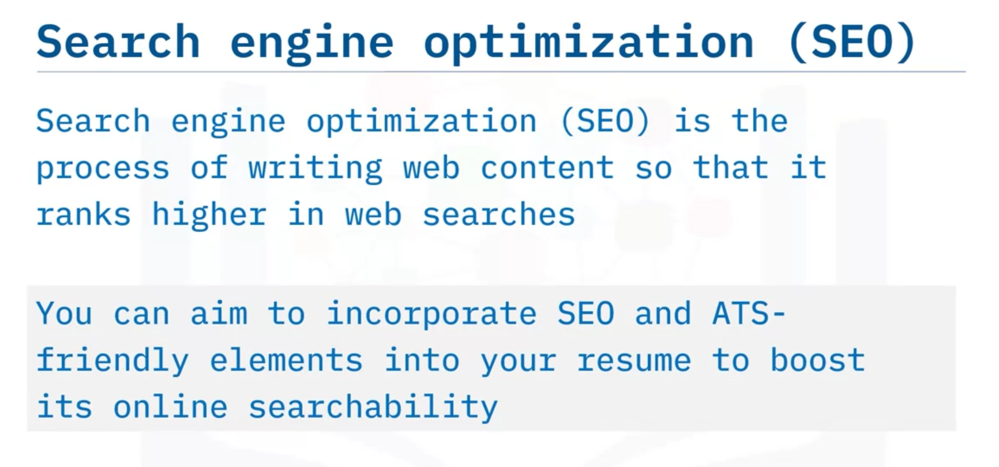 Search engine optimization (SEO)
Search engine optimization (SEO) is the
process of writing web content so that it
ranks higher in web searches
You can aim to incorporate SEO and ATS-
friendly elements into your resume to boost
its online searchability